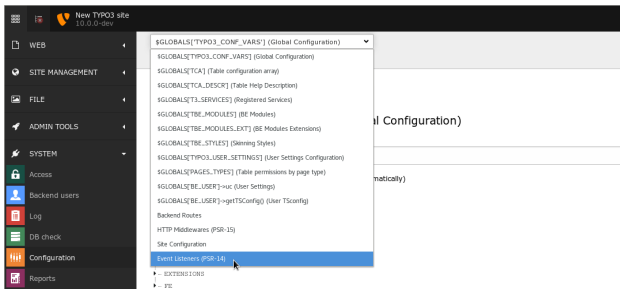 New TYPO3 site
10.0.0-dev
WEB
SITE MANAGEMENT
FILE
ADMIN TOOLS
SYSTEM
Access
Backend users
Log
DB check
Configuration
Reports
$GLOBALS['TYPO3_CONF_VARS'] (Global Configuration)
$GLOBALS['TYPO3_CONF_VARS'] (Global Configuration)
$GLOBALS['TCA'] (Table configuration array)
$GLOBALS['TCA_DESCR'] (Table Help Description)
$GLOBALS['T3_SERVICES'] (Registered Services)
$GLOBALS['TBE_MODULES'] (BE Modules)
$GLOBALS['TBE_MODULES_EXT'] (BE Modules Extensions)
$GLOBALS['TBE_STYLES'] (Skinning Styles)
$GLOBALS['TYPO3_USER_SETTINGS'] (User Settings Configuration)
$GLOBALS['PAGES_TYPES'] (Table permissions by page type)
$GLOBALS['BE_USER']->uc (User Settings)
$GLOBALS['BE_USER']->getTSConfig() (User TSconfig)
Backend Routes
HTTP Middlewares (PSR-15)
Site Configuration
Event Listeners (PSR-14)
al Configuration)
matically)
EXTENSIONS
FE